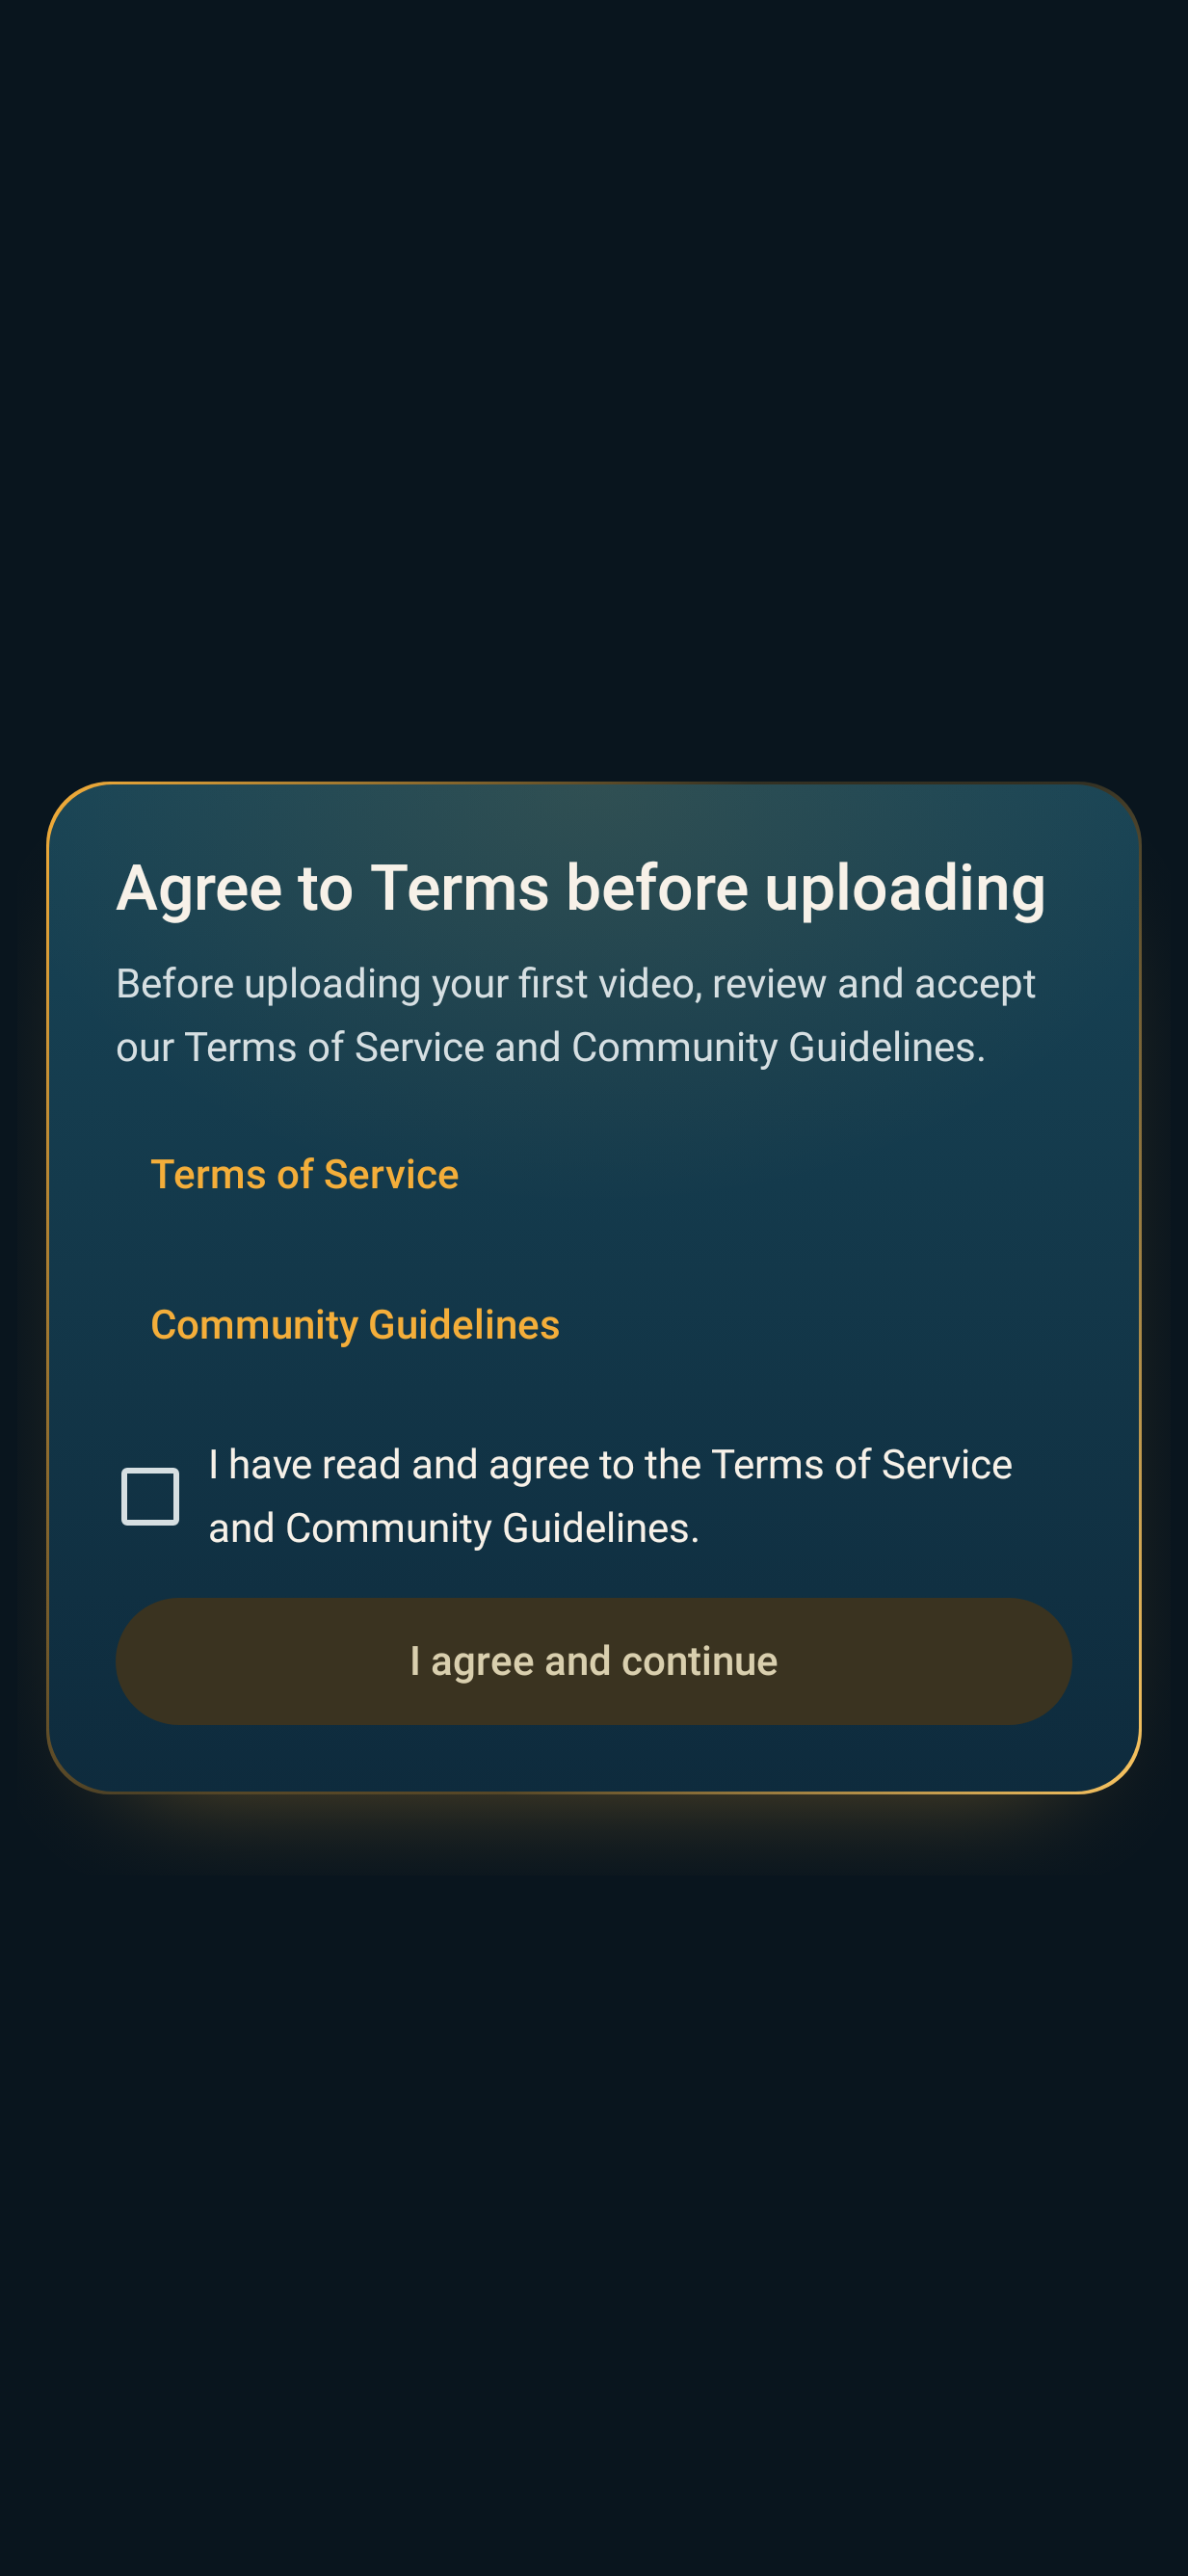 Agree to Terms before uploading
Before uploading your first video, review and accept
our Terms of Service and Community Guidelines.
Terms of Service
Community Guidelines
I have read and agree to the Terms of Service
and Community Guidelines.
I agree and continue